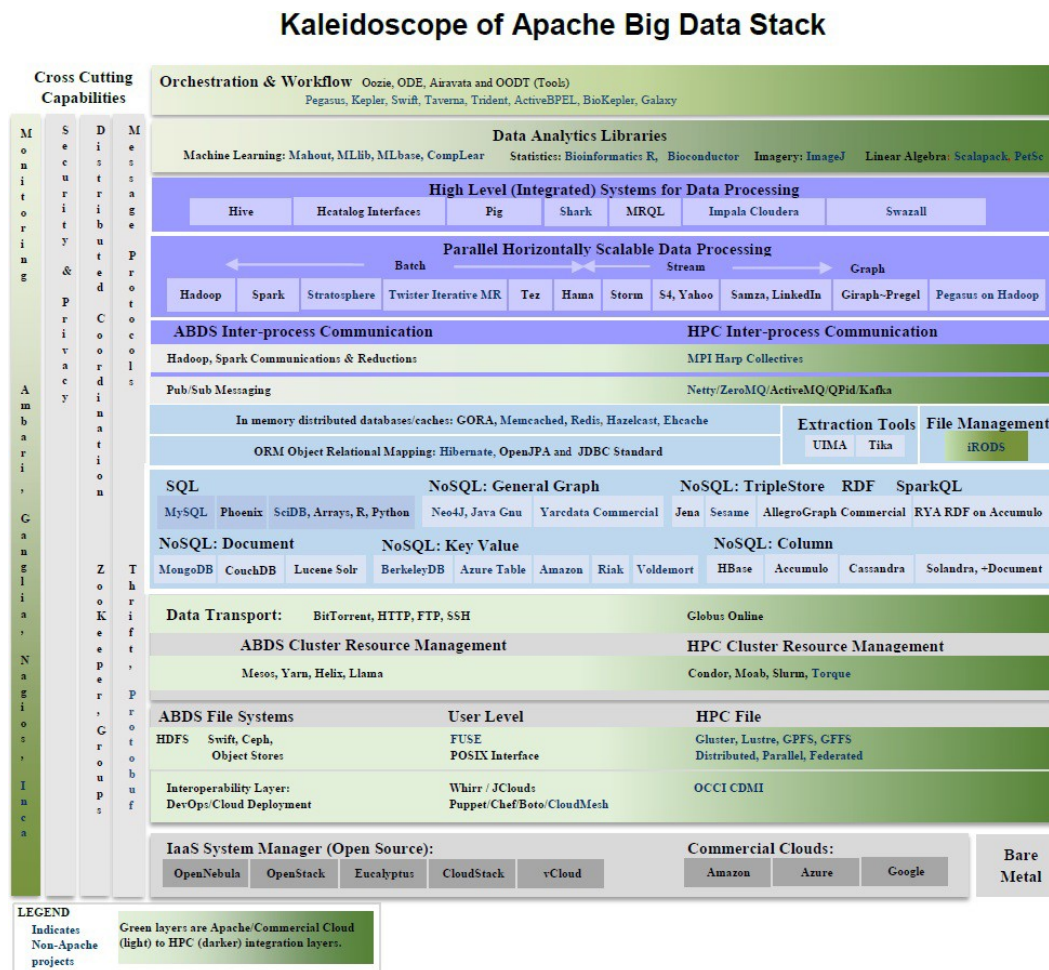 Kaleidoscope of Apache Big Data Stack
Cross Cutting
Capabilities
Monitoring Ambari, Ganglia, Nagios, Inca
Security & Privacy
Distributed Coordination ZooKeeper, Groups
Message Protocols Thrift, Protobuf
Orchestration & Workflow Oozie, ODE, Airavata and OODT (Tools)
Pegasus, Kepler, Swift, Taverna, Trident, ActiveBPEL, BioKepler, Galaxy
Data Analytics Libraries
Machine Learning: Mahout, MLlib, MLbase, CompLear Statistics: Bioinformatics R, Bioconductor Imagery: ImageJ Linear Algebra: Scalapack, PetSc
High Level (Integrated) Systems for Data Processing
Hive Hcatalog Interfaces Pig Shark MRQL Impala Cloudera Swazall
Parallel Horizontally Scalable Data Processing
Batch Stream Graph
Hadoop Spark Stratosphere Twister Iterative MR Tez Hama Storm S4, Yahoo Samza, LinkedIn Giraph~Pregel Pegasus on Hadoop
ABDS Inter-process Communication HPC Inter-process Communication
Hadoop, Spark Communications & Reductions MPI Harp Collectives
Pub/Sub Messaging Netty/ZeroMQ/ActiveMQ/QPid/Kafka
In memory distributed databases/caches: GORA, Memcached, Redis, Hazelcast, Ehcache
ORM Object Relational Mapping: Hibernate, OpenJPA and JDBC Standard
Extraction Tools
UIMA Tika
File Management
iRODS
SQL NoSQL: General Graph NoSQL: TripleStore RDF SparkQL
MySQL Phoenix SciDB, Arrays, R, Python Neo4J, Java Gnu Yarcdata Commercial Jena Sesame AllegroGraph Commercial RYA RDF on Accumulo
NoSQL: Document NoSQL: Key Value NoSQL: Column
MongoDB CouchDB Lucene Solr BerkeleyDB Azure Table Amazon Riak Voldemort HBase Accumulo Cassandra Solandra, +Document
Data Transport: BitTorrent, HTTP, FTP, SSH Globus Online
ABDS Cluster Resource Management HPC Cluster Resource Management
Mesos, Yarn, Helix, Llama Condor, Moab, Slurm, Torque
ABDS File Systems User Level HPC File
HDFS Swift, Ceph, FUSE Gluster, Lustre, GPFS, GFFS
Object Stores POSIX Interface Distributed, Parallel, Federated
Interoperability Layer: Whirr / JClouds OCCI CDMI
DevOps/Cloud Deployment Puppet/Chef/Boto/CloudMesh
IaaS System Manager (Open Source): Commercial Clouds:
OpenNebula OpenStack Eucalyptus CloudStack vCloud Amazon Azure Google
Bare
Metal
LEGEND
Indicates
Non-Apache
projects
Green layers are Apache/Commercial Cloud
(light) to HPC (darker) integration layers.